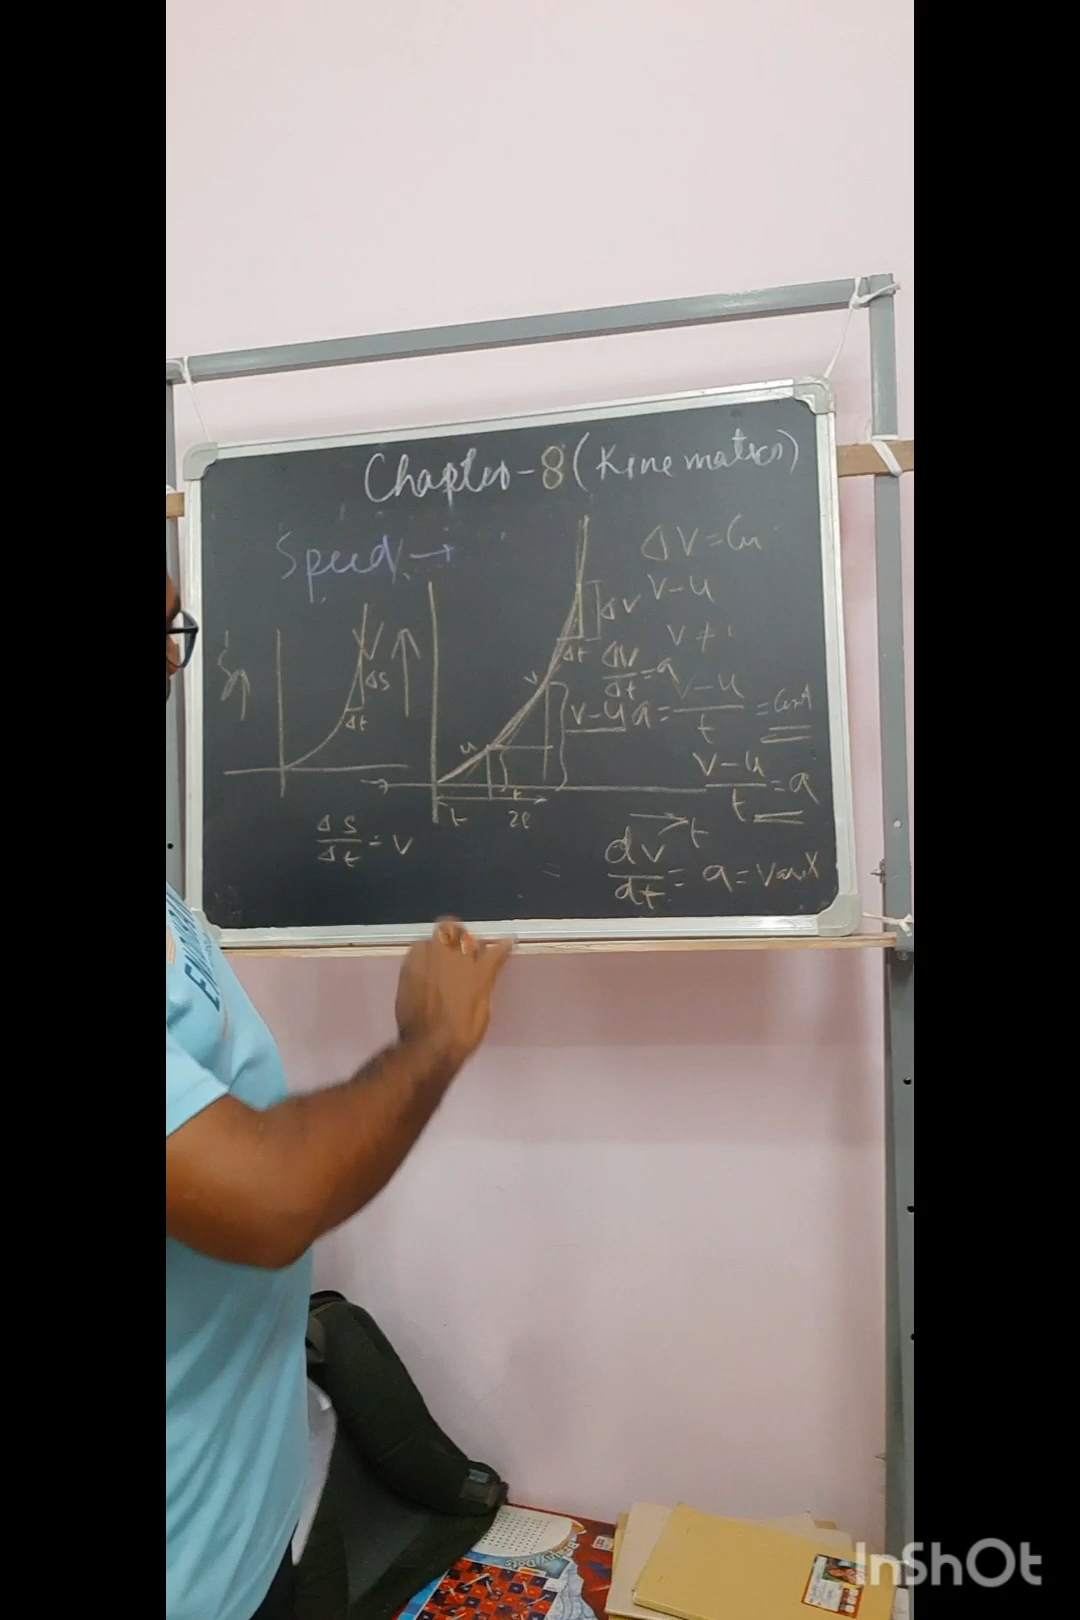 Chapter-8 (Kinematics)
Speed →
ΔV =
V-u
ΔV
V
Δt
ΔV/Δt = a
ΔS
Δt
V
u
V-u
a = V-u/t = Const
V-u/t = a
t
t
2t
ΔS/Δt = V
dv/dt = a = Var X
t
InShOt